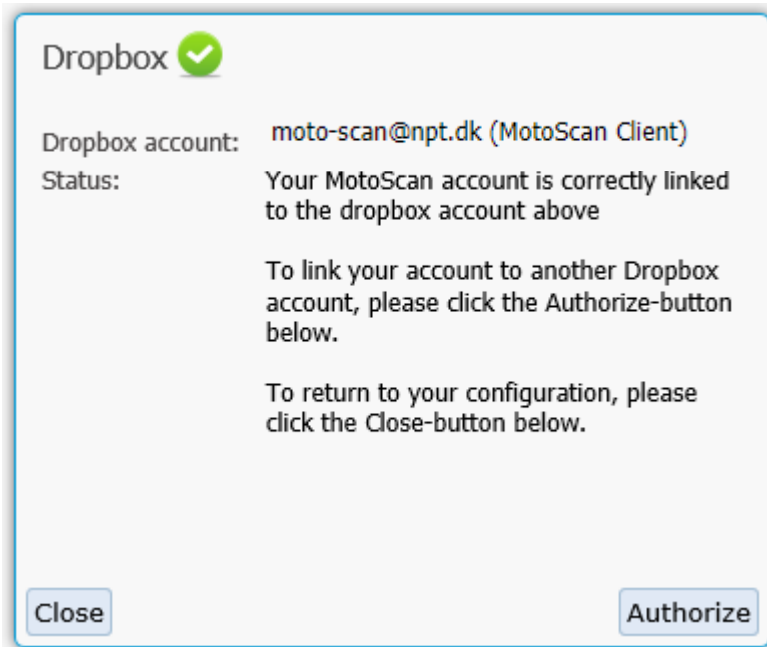 Dropbox
Dropbox account: moto-scan@npt.dk (MotoScan Client)
Status: Your MotoScan account is correctly linked
to the dropbox account above
To link your account to another Dropbox
account, please click the Authorize-button
below.
To return to your configuration, please
click the Close-button below.
Close Authorize